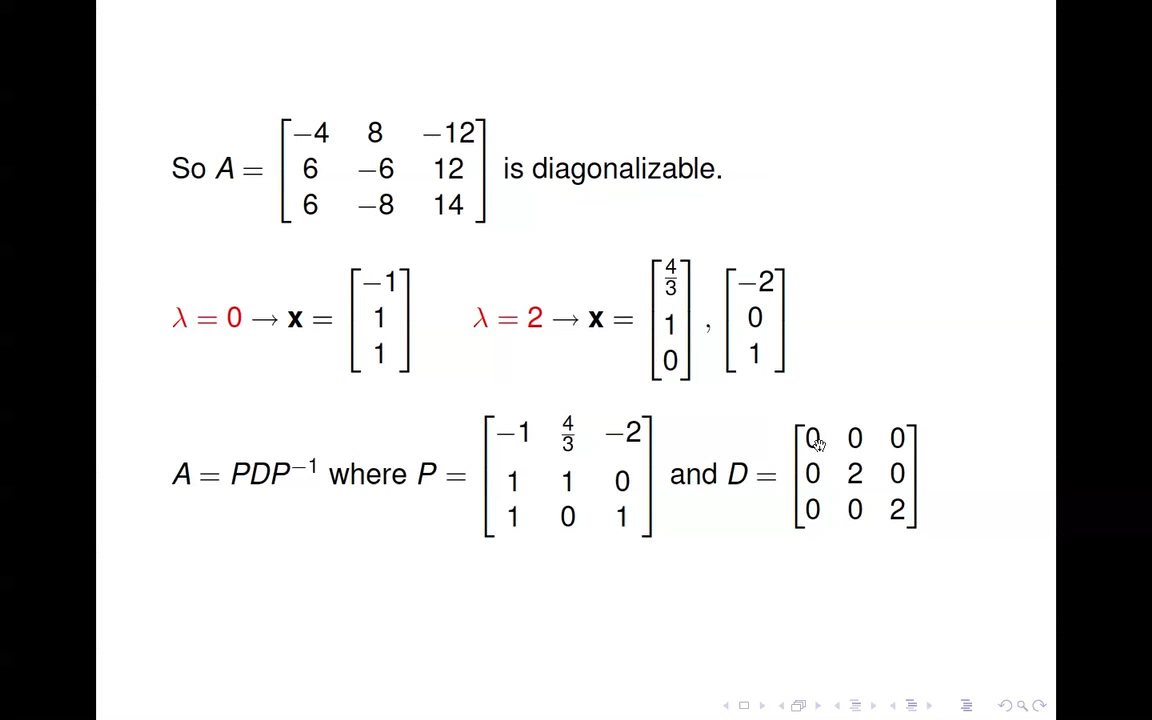 So A = [−4 8 −12; 6 −6 12; 6 −8 14] is diagonalizable.
λ = 0 → x = [−1; 1; 1] λ = 2 → x = [4/3; 1; 0], [−2; 0; 1]
A = PDP⁻¹ where P = [−1 4/3 −2; 1 1 0; 1 0 1] and D = [0 0 0; 0 2 0; 0 0 2]